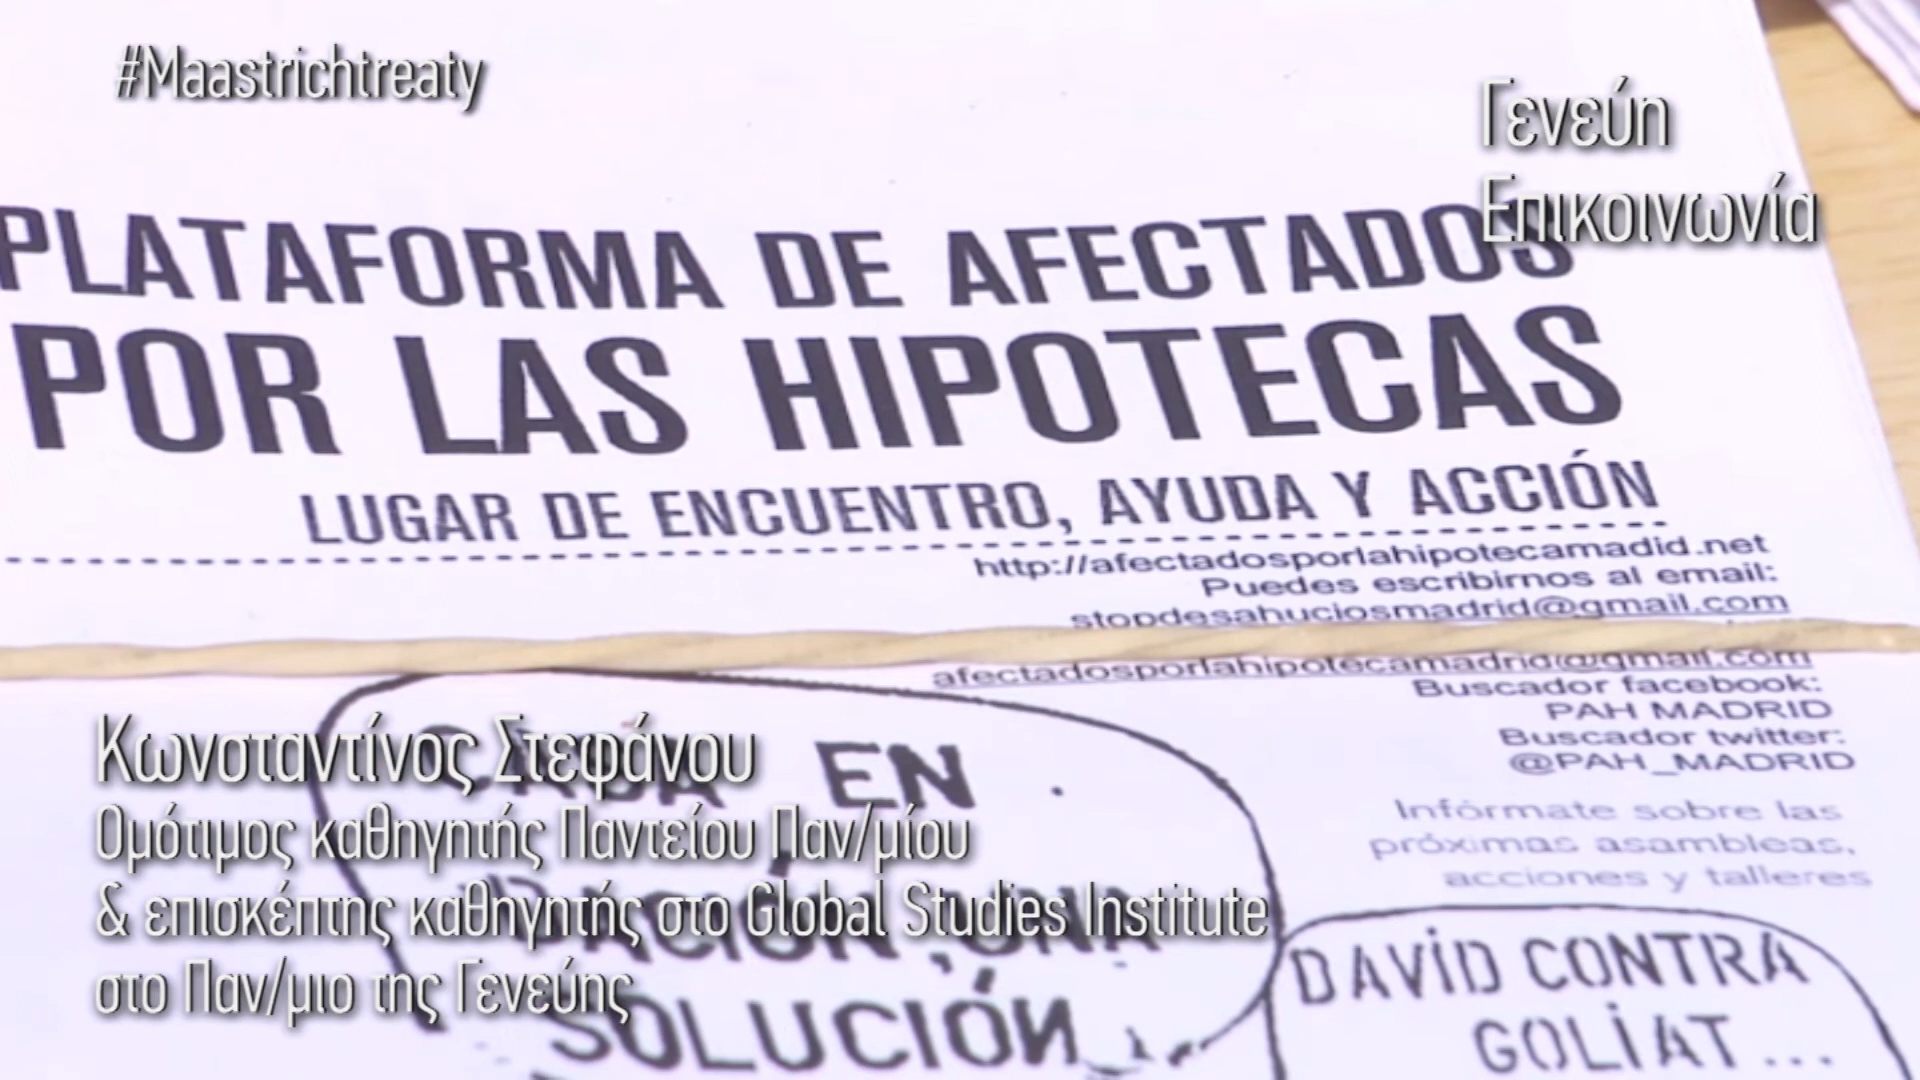 #Maastrichtreaty
Γενεύη
Επικοινωνία
PLATAFORMA DE AFECTADOS
POR LAS HIPOTECAS
LUGAR DE ENCUENTRO, AYUDA Y ACCIÓN
http://afectadosporlahipotecamadid.net
Puedes escribirnos al email:
stopdesahuciosmadrid@gmail.com
afectadosporlahipotecamadrid@gmail.com
Buscador facebook:
PAH MADRID
Buscador twitter:
@PAH_MADRID
Infórmate sobre las
próximas asambleas,
acciones y talleres
EN
DACIÓN, UNA
SOLUCIÓN
DAVID CONTRA
GOLIAT...
Κωνσταντίνος Στεφάνου
Ομότιμος καθηγητής Παντείου Παν/μίου
& επισκέπτης καθηγητής στο Global Studies Institute
στο Παν/μιο της Γενεύης